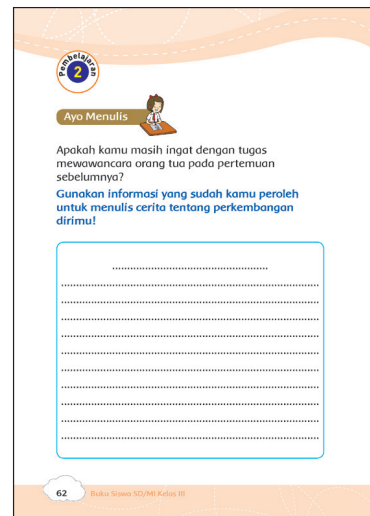 Pembelajaran
2
Ayo Menulis
Apakah kamu masih ingat dengan tugas
mewawancara orang tua pada pertemuan
sebelumnya?
Gunakan informasi yang sudah kamu peroleh
untuk menulis cerita tentang perkembangan
dirimu!
62 Buku Siswa SD/MI Kelas III